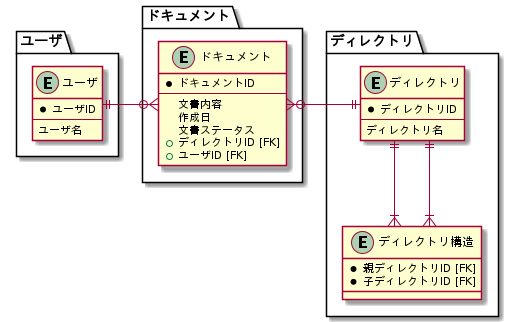 ユーザ
E ユーザ
ユーザID
ユーザ名
ドキュメント
E ドキュメント
ドキュメントID
文書内容
作成日
文書ステータス
ディレクトリID [FK]
ユーザID [FK]
ディレクトリ
E ディレクトリ
ディレクトリID
ディレクトリ名
E ディレクトリ構造
親ディレクトリID [FK]
子ディレクトリID [FK]